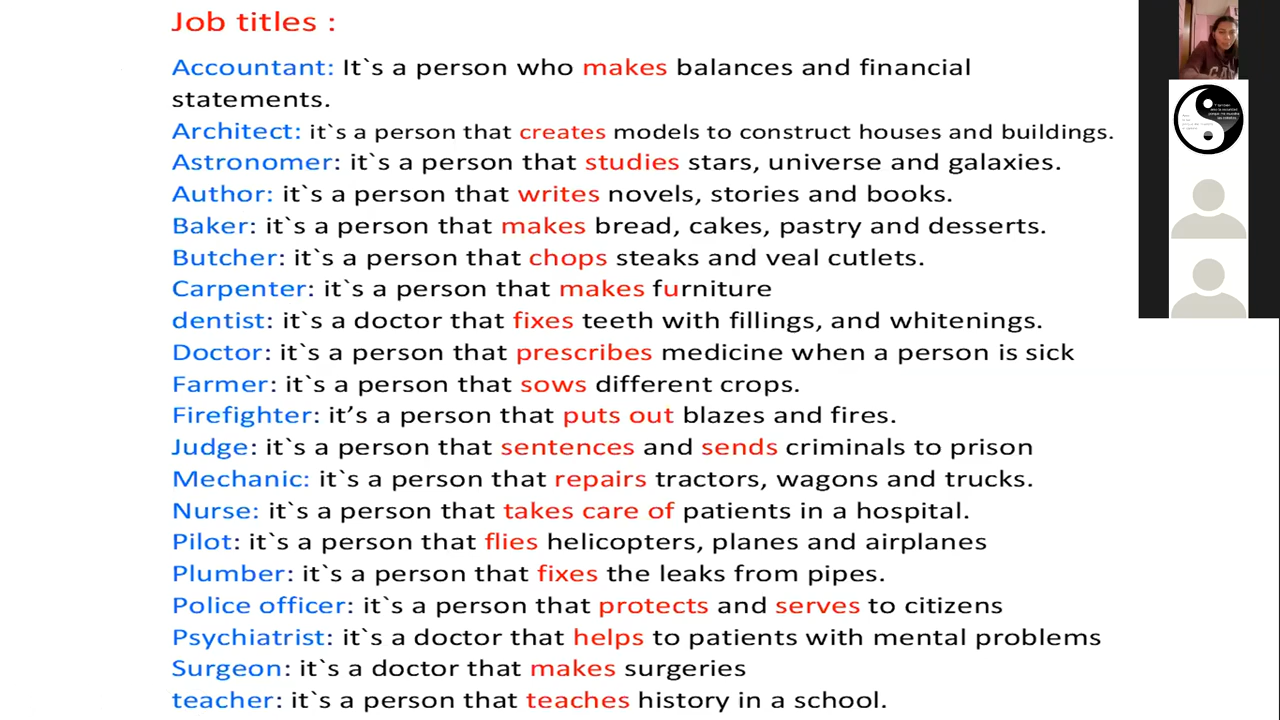 Job titles :
Accountant: It`s a person who makes balances and financial
statements.
Architect: it`s a person that creates models to construct houses and buildings.
Astronomer: it`s a person that studies stars, universe and galaxies.
Author: it`s a person that writes novels, stories and books.
Baker: it`s a person that makes bread, cakes, pastry and desserts.
Butcher: it`s a person that chops steaks and veal cutlets.
Carpenter: it`s a person that makes furniture
dentist: it`s a doctor that fixes teeth with fillings, and whitenings.
Doctor: it`s a person that prescribes medicine when a person is sick
Farmer: it`s a person that sows different crops.
Firefighter: it’s a person that puts out blazes and fires.
Judge: it`s a person that sentences and sends criminals to prison
Mechanic: it`s a person that repairs tractors, wagons and trucks.
Nurse: it`s a person that takes care of patients in a hospital.
Pilot: it`s a person that flies helicopters, planes and airplanes
Plumber: it`s a person that fixes the leaks from pipes.
Police officer: it`s a person that protects and serves to citizens
Psychiatrist: it`s a doctor that helps to patients with mental problems
Surgeon: it`s a doctor that makes surgeries
teacher: it`s a person that teaches history in a school.